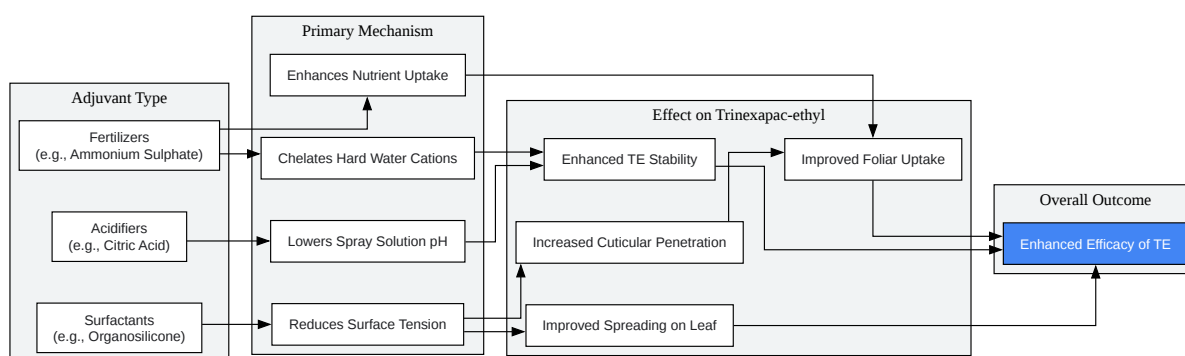 Primary Mechanism
Enhances Nutrient Uptake
Adjuvant Type
Effect on Trinexapac-ethyl
Fertilizers
(e.g., Ammonium Sulphate)
Chelates Hard Water Cations
Enhanced TE Stability
Improved Foliar Uptake
Overall Outcome
Acidifiers
(e.g., Citric Acid)
Lowers Spray Solution pH
Increased Cuticular Penetration
Enhanced Efficacy of TE
Surfactants
(e.g., Organosilicone)
Reduces Surface Tension
Improved Spreading on Leaf